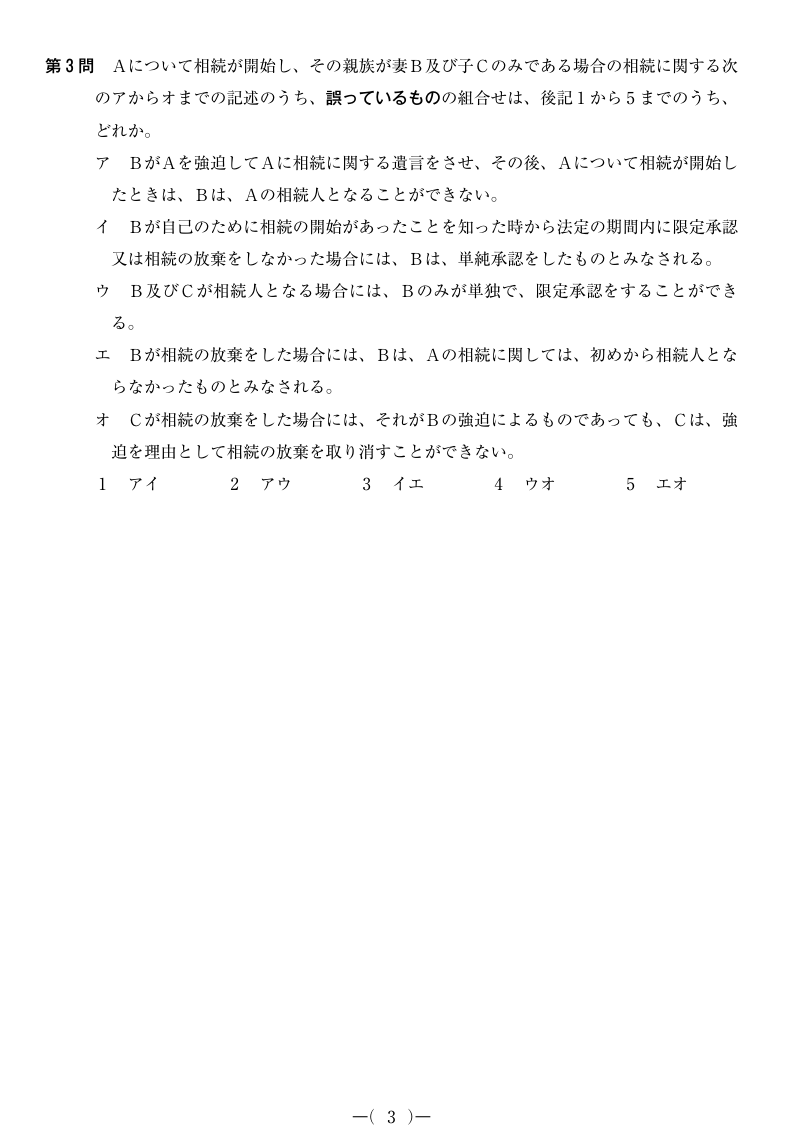 第３問　Ａについて相続が開始し、その親族が妻Ｂ及び子Ｃのみである場合の相続に関する次
のアからオまでの記述のうち、誤っているものの組合せは、後記１から５までのうち、
どれか。
ア　ＢがＡを強迫してＡに相続に関する遺言をさせ、その後、Ａについて相続が開始し
たときは、Ｂは、Ａの相続人となることができない。
イ　Ｂが自己のために相続の開始があったことを知った時から法定の期間内に限定承認
又は相続の放棄をしなかった場合には、Ｂは、単純承認をしたものとみなされる。
ウ　Ｂ及びＣが相続人となる場合には、Ｂのみが単独で、限定承認をすることができ
る。
エ　Ｂが相続の放棄をした場合には、Ｂは、Ａの相続に関しては、初めから相続人とな
らなかったものとみなされる。
オ　Ｃが相続の放棄をした場合には、それがＢの強迫によるものであっても、Ｃは、強
迫を理由として相続の放棄を取り消すことができない。
１　アイ　　　　２　アウ　　　　３　イエ　　　　４　ウオ　　　　５　エオ
―（ 3 ）―